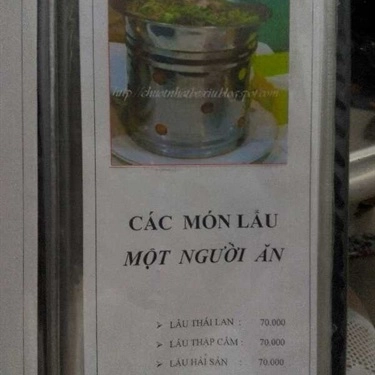 CÁC MÓN LẨU
MỘT NGƯỜI ĂN
➢ LẨU THÁI LAN : 70.000
➢ LẨU THẬP CẨM : 70.000
➢ LẨU HẢI SẢN : 70.000